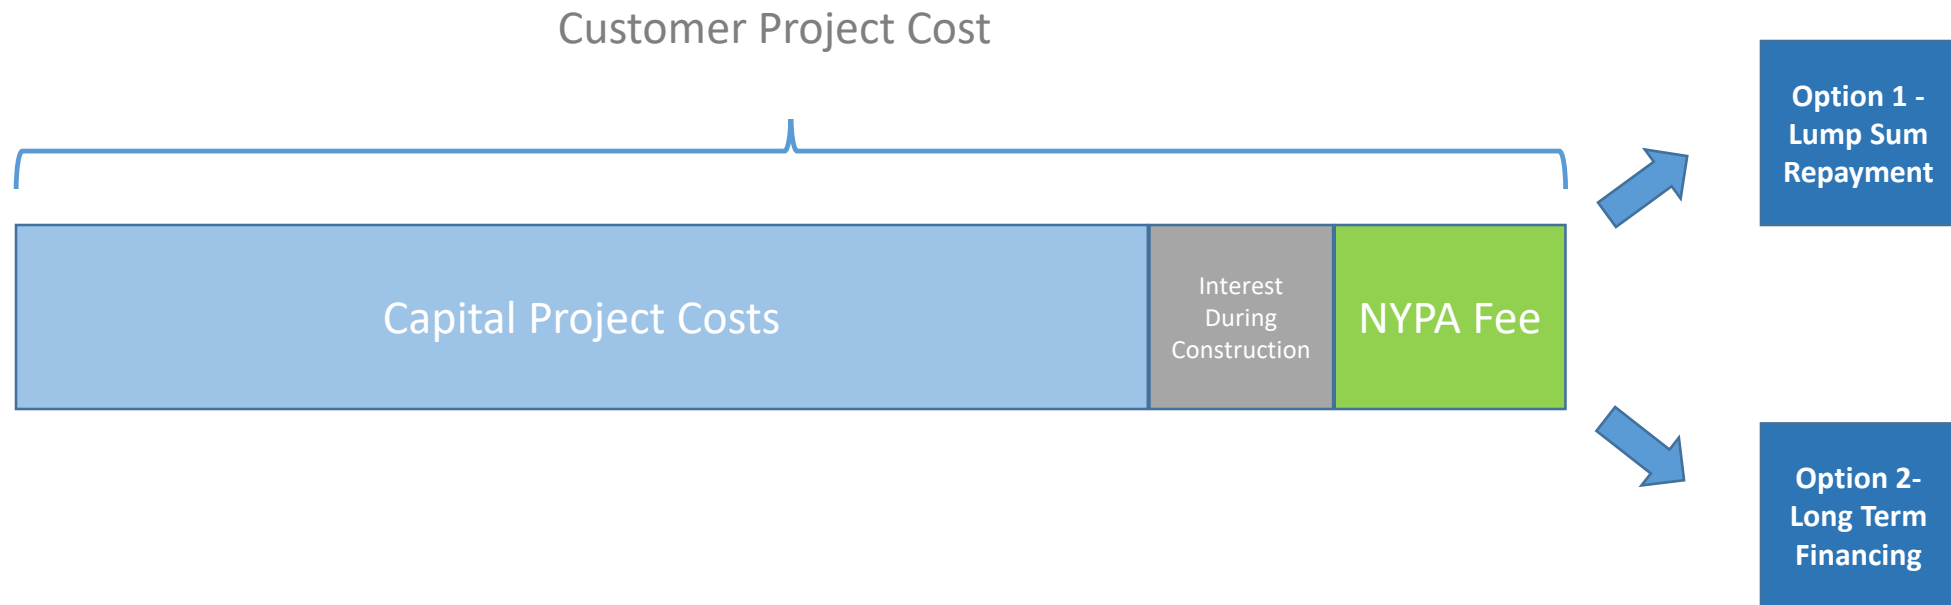 Customer Project Cost
Option 1 -
Lump Sum
Repayment
Capital Project Costs
Interest
During
Construction
NYPA Fee
Option 2-
Long Term
Financing